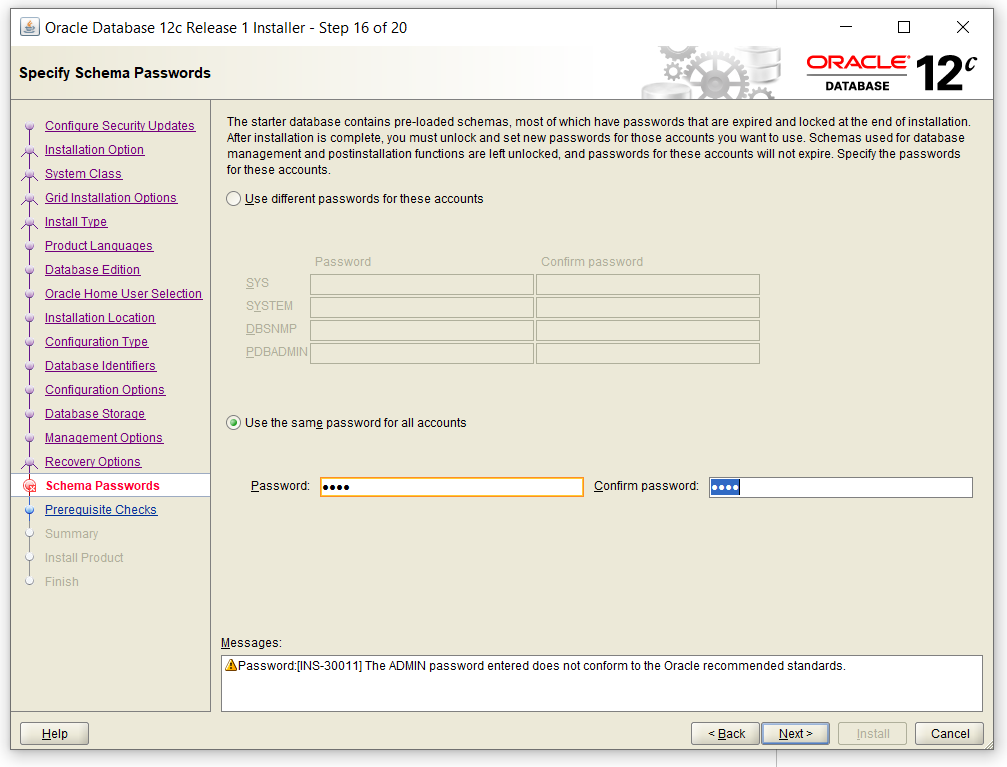 Oracle Database 12c Release 1 Installer - Step 16 of 20
Specify Schema Passwords
ORACLE®
DATABASE
12c
Configure Security Updates
Installation Option
System Class
Grid Installation Options
Install Type
Product Languages
Database Edition
Oracle Home User Selection
Installation Location
Configuration Type
Database Identifiers
Configuration Options
Database Storage
Management Options
Recovery Options
Schema Passwords
Prerequisite Checks
Summary
Install Product
Finish
The starter database contains pre-loaded schemas, most of which have passwords that are expired and locked at the end of installation.
After installation is complete, you must unlock and set new passwords for those accounts you want to use. Schemas used for database
management and postinstallation functions are left unlocked, and passwords for these accounts will not expire. Specify the passwords
for these accounts.
Use different passwords for these accounts
Password Confirm password
SYS
SYSTEM
DBSNMP
PDBADMIN
Use the same password for all accounts
Password: •••• Confirm password: ••••
Messages:
Password:[INS-30011] The ADMIN password entered does not conform to the Oracle recommended standards.
Help
< Back Next > Install Cancel